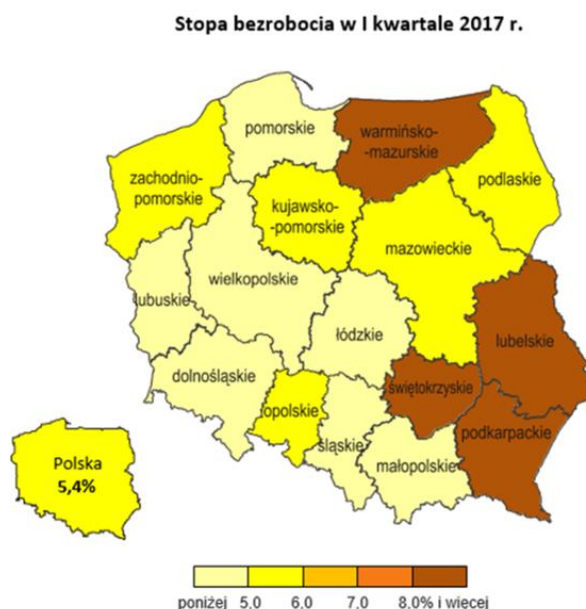 Stopa bezrobocia w I kwartale 2017 r.
pomorskie
warmińsko-
-mazurskie
zachodnio-
pomorskie
kujawsko-
-pomorskie
podlaskie
mazowieckie
wielkopolskie
lubuskie
łódzkie
lubelskie
dolnośląskie
świętokrzyskie
opolskie
śląskie
podkarpackie
małopolskie
Polska
5,4%
poniżej 5.0 6.0 7.0 8.0% i więcej